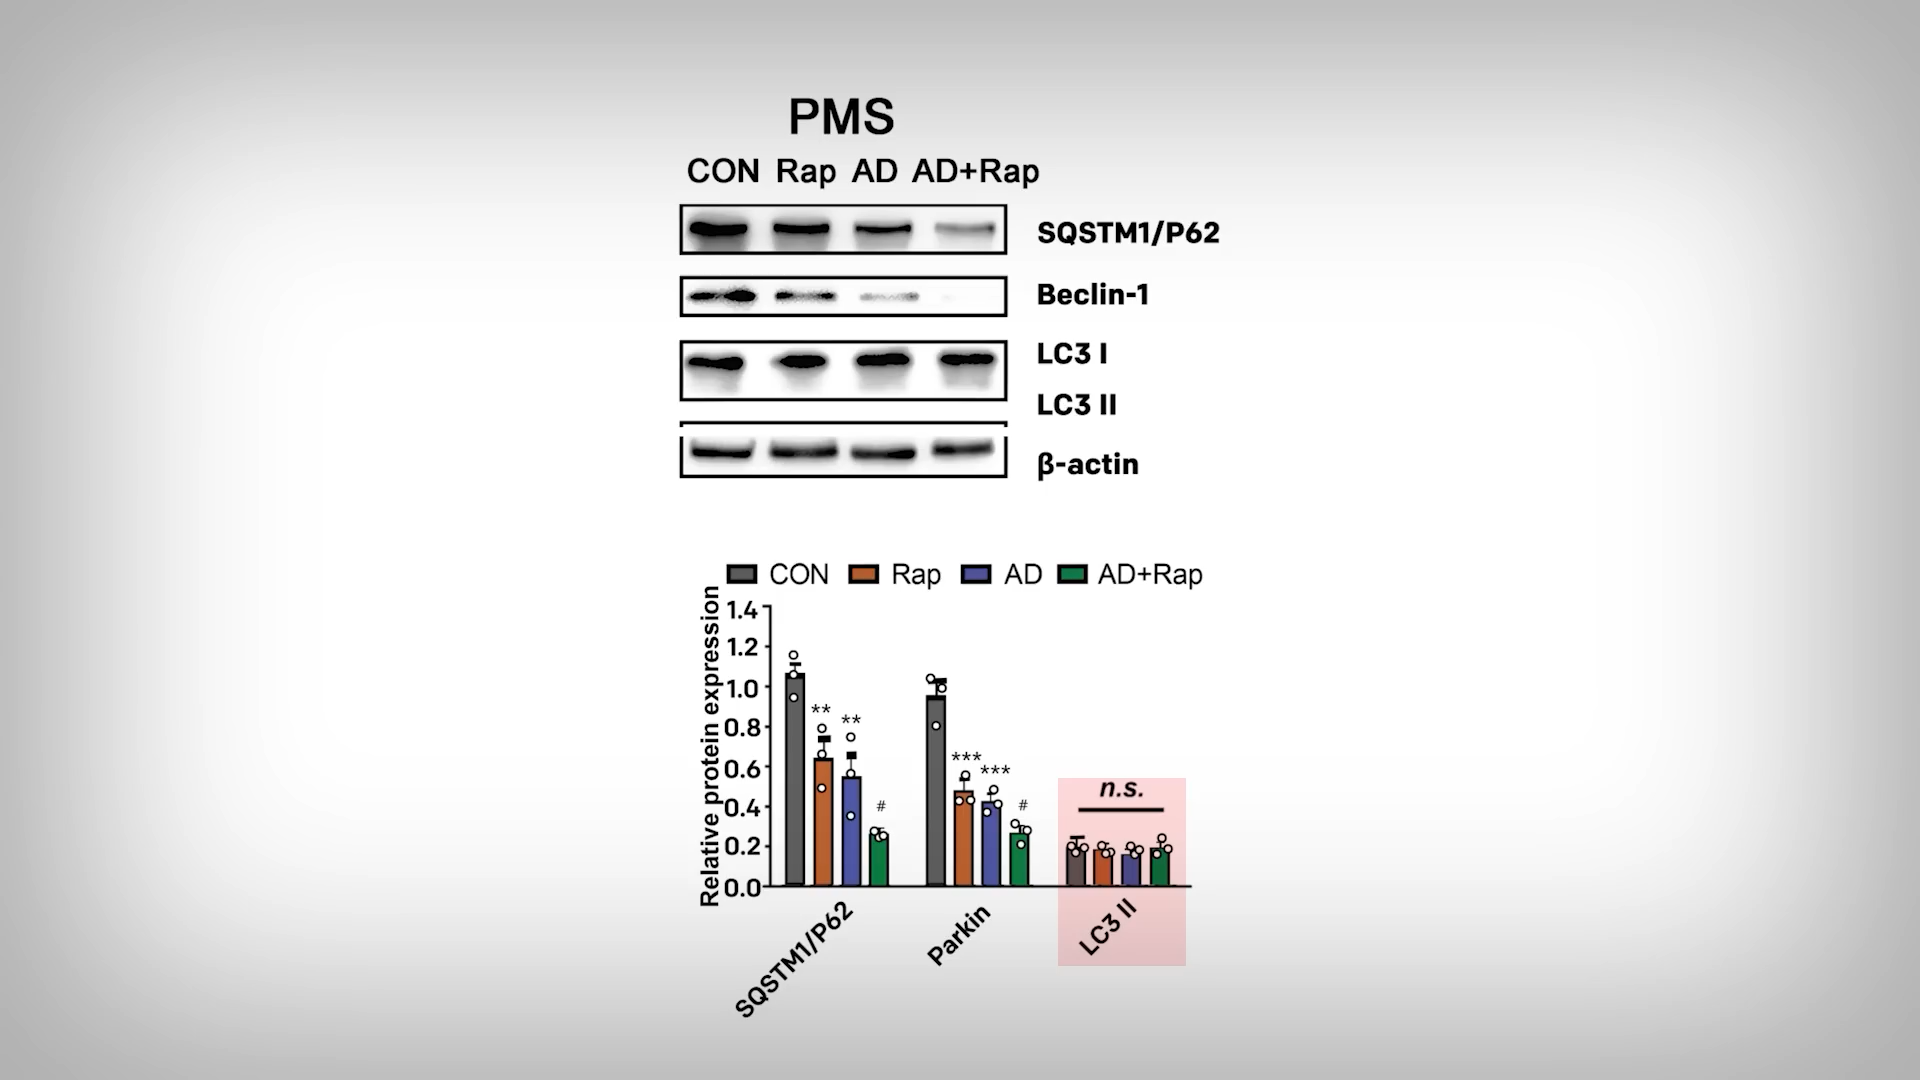 PMS
CON Rap AD AD+Rap
SQSTM1/P62
Beclin-1
LC3 I
LC3 II
β-actin
CON Rap AD AD+Rap
Relative protein expression
1.4
1.2
1.0
0.8
0.6
0.4
0.2
0.0
** ** #
*** *** #
n.s.
SQSTM1/P62
Parkin
LC3 II